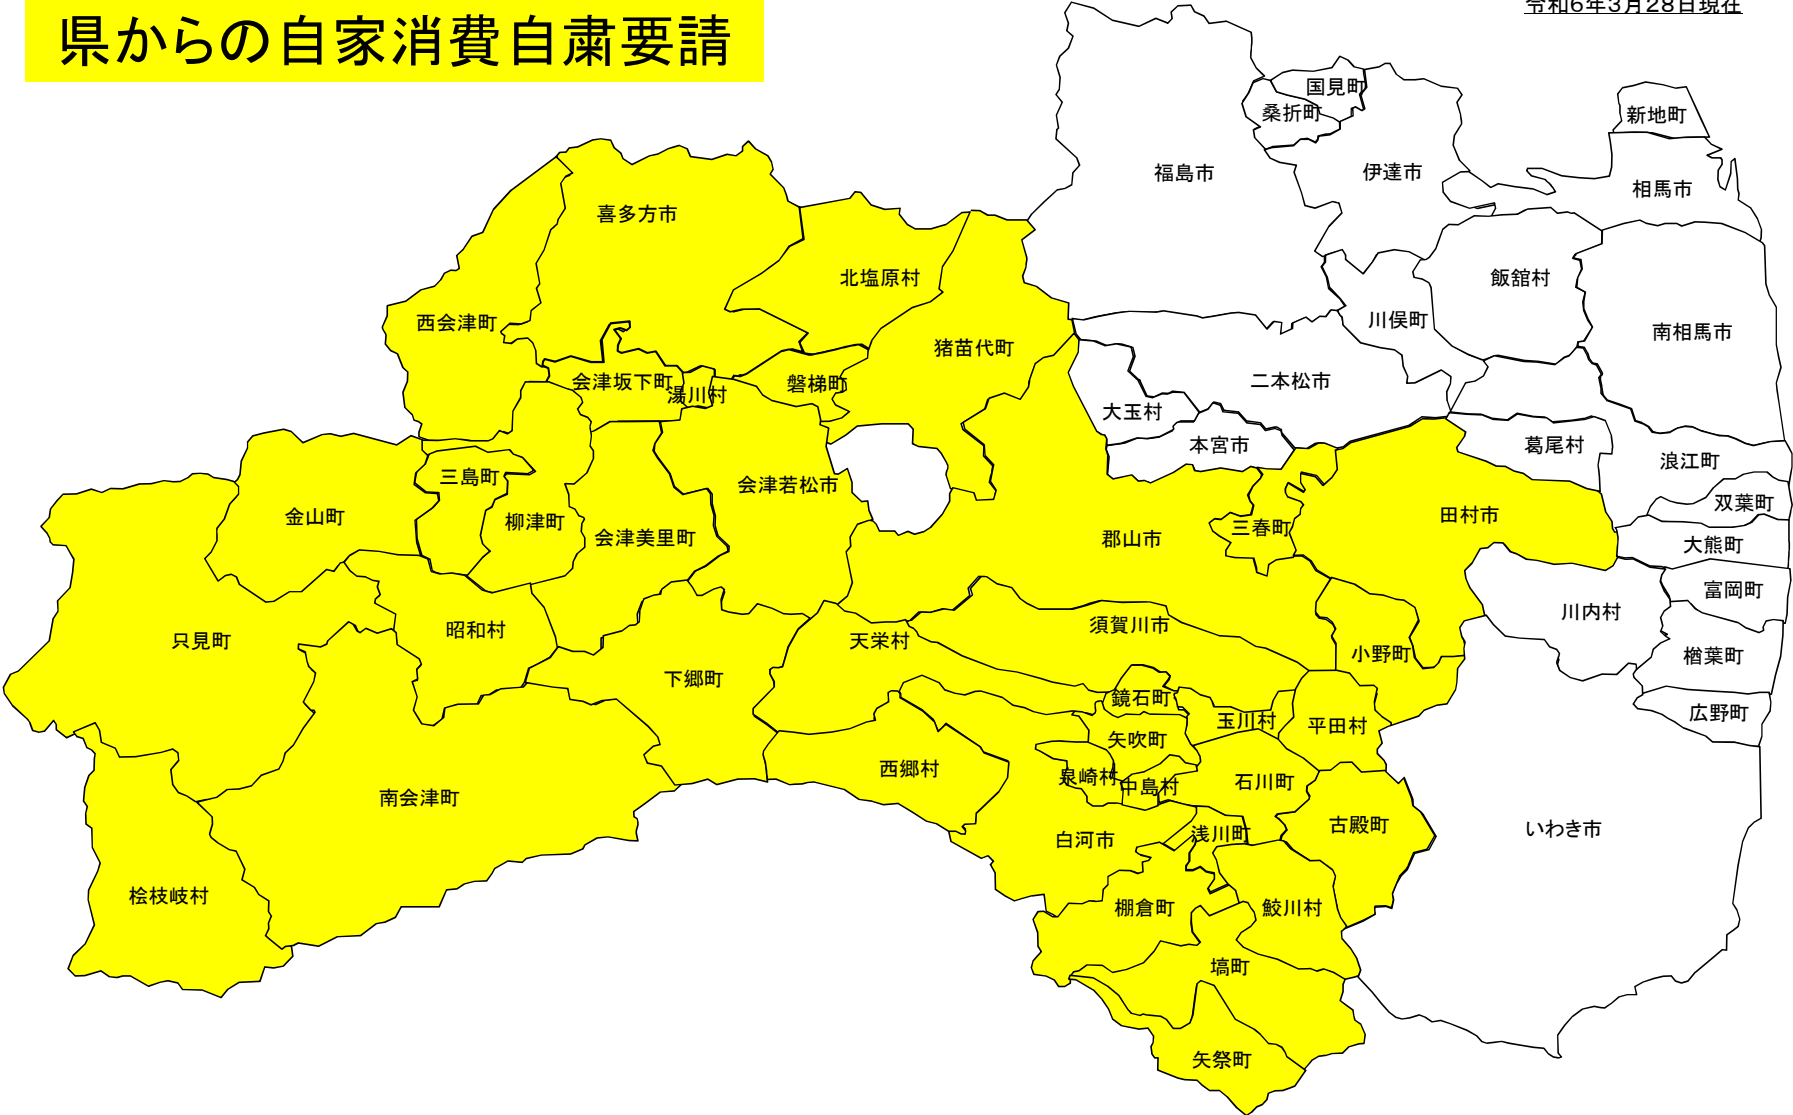 令和6年3月28日現在
県からの自家消費自粛要請
国見町
桑折町
新地町
福島市
伊達市
相馬市
喜多方市
北塩原村
飯舘村
西会津町
川俣町
南相馬市
猪苗代町
会津坂下町
湯川村
磐梯町
二本松市
大玉村
本宮市
葛尾村
浪江町
三島町
会津若松市
双葉町
金山町
柳津町
会津美里町
郡山市
三春町
田村市
大熊町
富岡町
川内村
只見町
昭和村
天栄村
須賀川市
小野町
楢葉町
下郷町
鏡石町
玉川村
平田村
広野町
矢吹町
西郷村
泉崎村
中島村
石川町
南会津町
白河市
浅川町
古殿町
いわき市
桧枝岐村
棚倉町
鮫川村
塙町
矢祭町